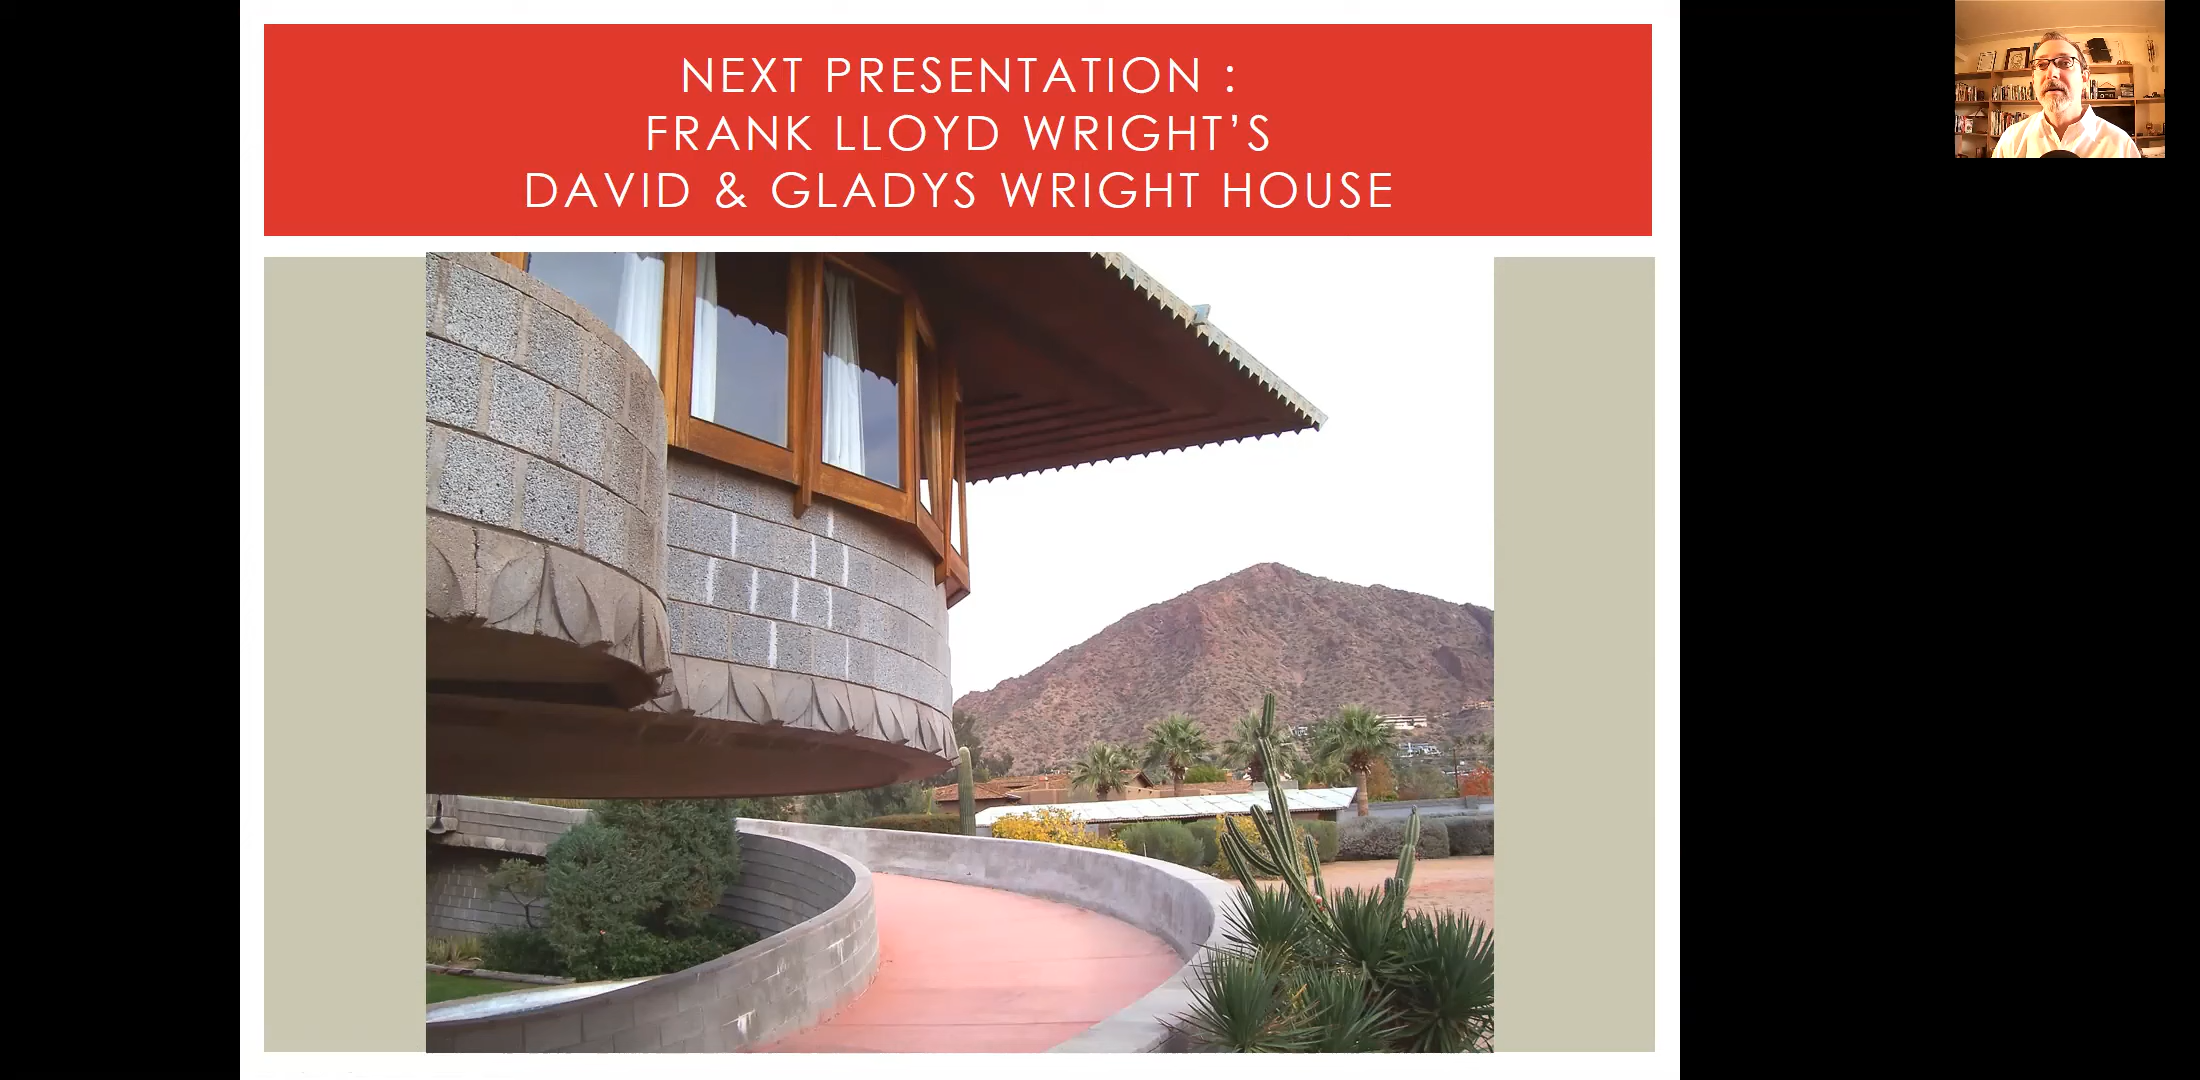 NEXT PRESENTATION :
FRANK LLOYD WRIGHT’S
DAVID & GLADYS WRIGHT HOUSE